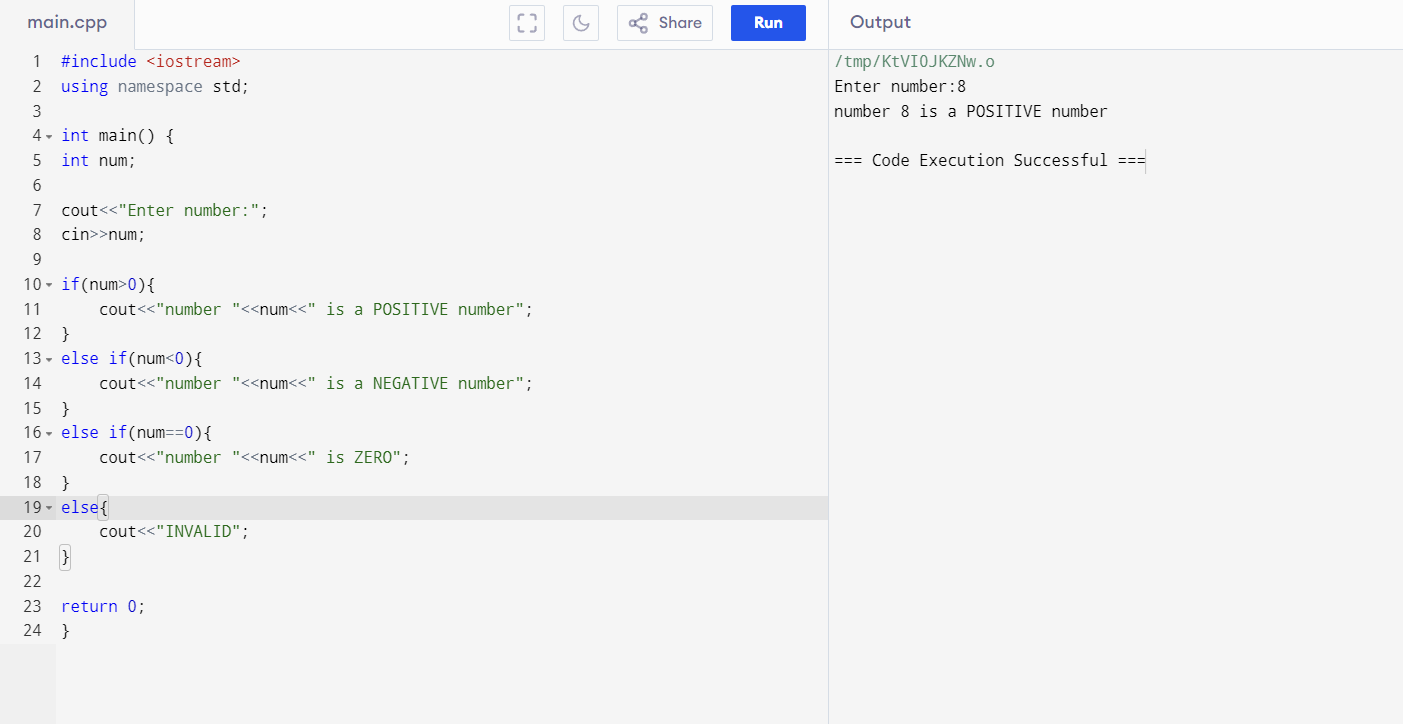 main.cpp
Share
Run
Output
1 #include <iostream>
2 using namespace std;
3
4 int main() {
5 int num;
6
7 cout<<"Enter number:";
8 cin>>num;
9
10 if(num>0){
11     cout<<"number "<<num<<" is a POSITIVE number";
12 }
13 else if(num<0){
14     cout<<"number "<<num<<" is a NEGATIVE number";
15 }
16 else if(num==0){
17     cout<<"number "<<num<<" is ZERO";
18 }
19 else{
20     cout<<"INVALID";
21 }
22
23 return 0;
24 }
/tmp/KtVI0JKZNw.o
Enter number:8
number 8 is a POSITIVE number
=== Code Execution Successful ===